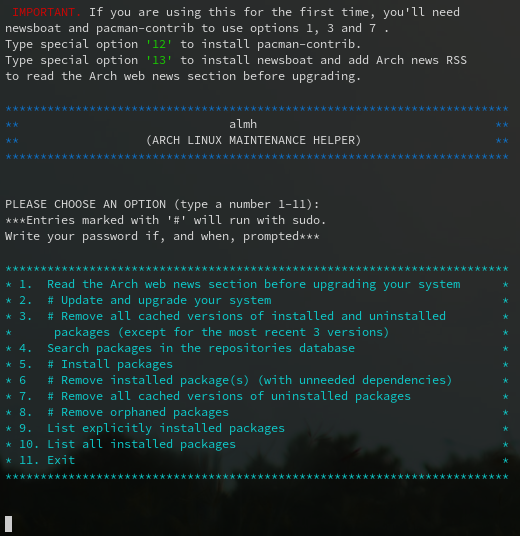 IMPORTANT. If you are using this for the first time, you'll need
newsboat and pacman-contrib to use options 1, 3 and 7 .
Type special option '12' to install pacman-contrib.
Type special option '13' to install newsboat and add Arch news RSS
to read the Arch web news section before upgrading.
************************************************************************
** almh **
** (ARCH LINUX MAINTENANCE HELPER) **
************************************************************************
PLEASE CHOOSE AN OPTION (type a number 1-11):
***Entries marked with '#' will run with sudo.
Write your password if, and when, prompted***
************************************************************************
* 1. Read the Arch web news section before upgrading your system *
* 2. # Update and upgrade your system *
* 3. # Remove all cached versions of installed and uninstalled *
* packages (except for the most recent 3 versions) *
* 4. Search packages in the repositories database *
* 5. # Install packages *
* 6 # Remove installed package(s) (with unneeded dependencies) *
* 7. # Remove all cached versions of uninstalled packages *
* 8. # Remove orphaned packages *
* 9. List explicitly installed packages *
* 10. List all installed packages *
* 11. Exit *
************************************************************************